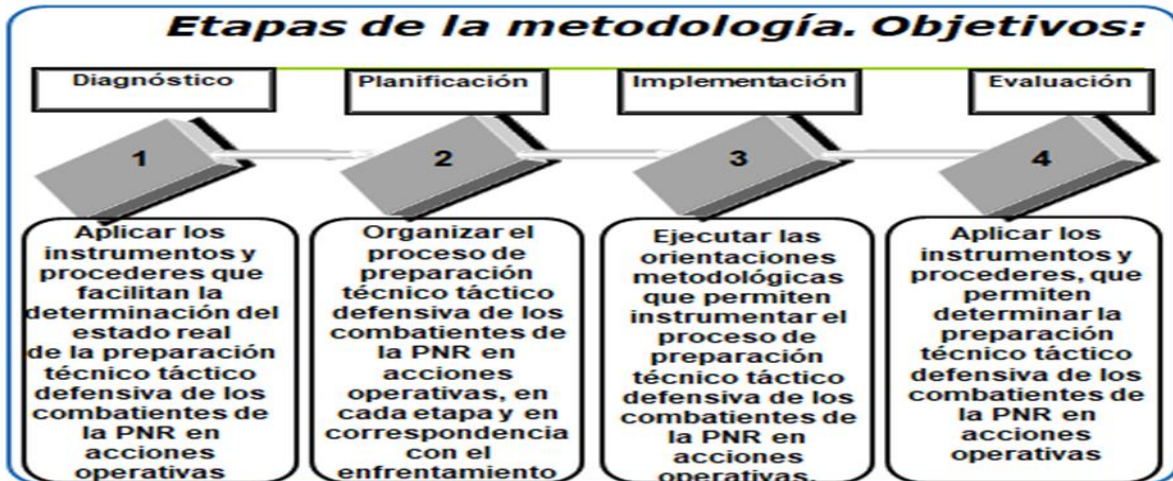 Etapas de la metodología. Objetivos:
Diagnóstico
Planificación
Implementación
Evaluación
1
2
3
4
Aplicar los
instrumentos y
procederes que
facilitan la
determinación del
estado real
de la preparación
técnico táctico
defensiva de los
combatientes de
la PNR en
acciones
operativas
Organizar el
proceso de
preparación
técnico táctico
defensiva de los
combatientes de
la PNR en
acciones
operativas, en
cada etapa y en
correspondencia
con el
enfrentamiento
Ejecutar las
orientaciones
metodológicas
que permiten
instrumentar el
proceso de
preparación
técnico táctico
defensiva de los
combatientes de
la PNR en
acciones
operativas.
Aplicar los
instrumentos y
procederes, que
permiten
determinar la
preparación
técnico táctico
defensiva de los
combatientes de
la PNR en
acciones
operativas